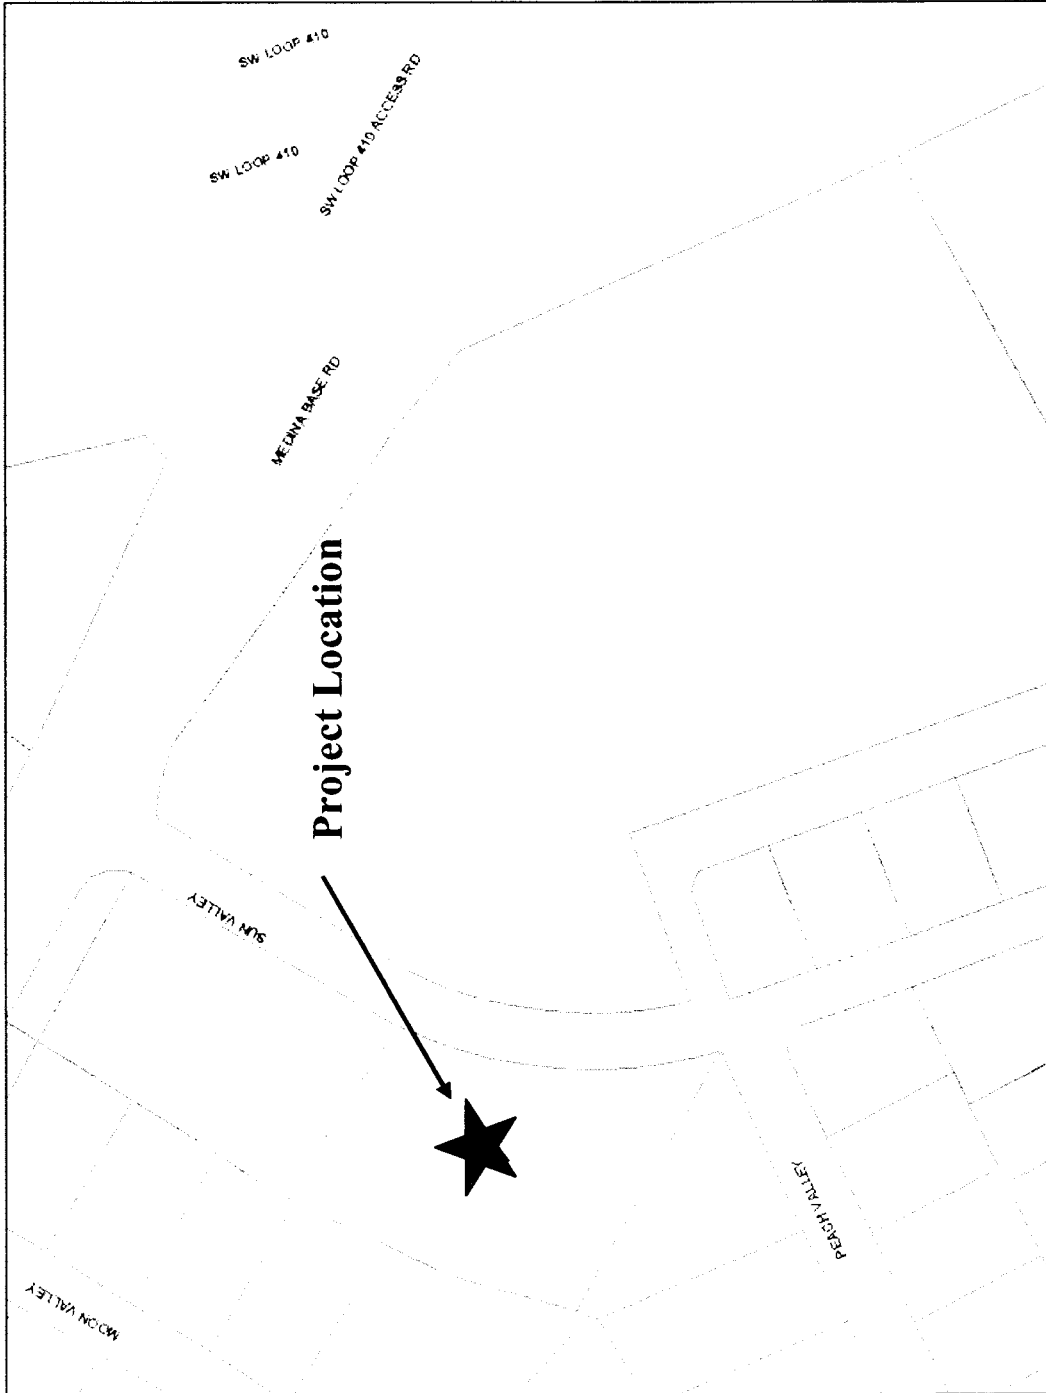 SW LOOP 410
SW LOOP 410
SW LOOP 410 ACCESS RD
MEDINA BASE RD
Project Location
SUN VALLEY
PEACH VALLEY
MOON VALLEY